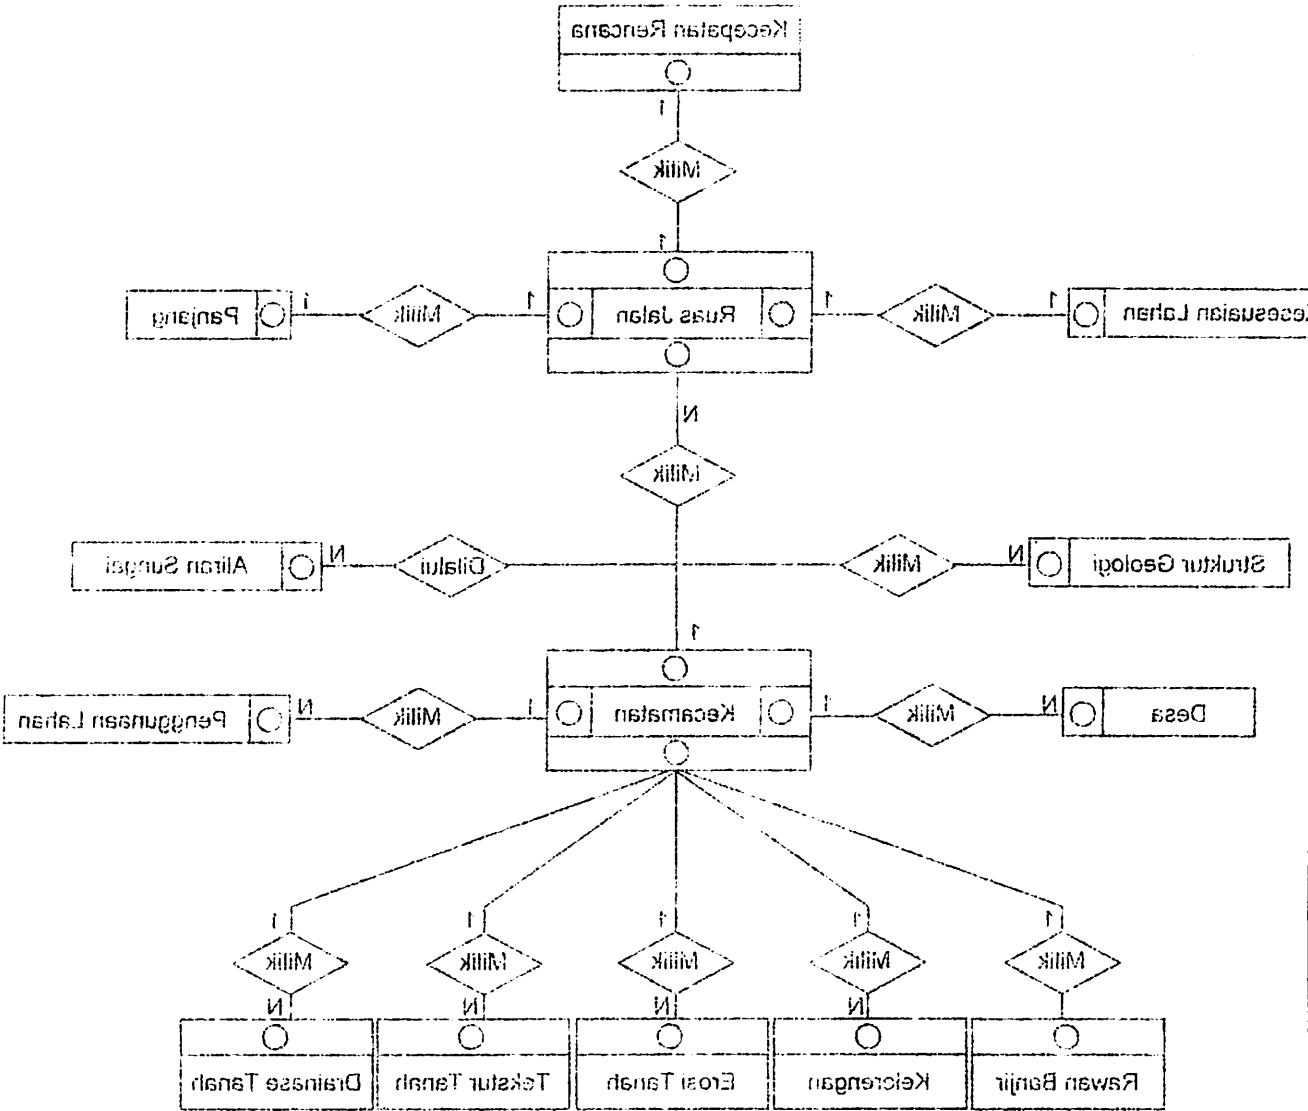 Kecepatan Rencana
1
Milik
1
Panjang
1
Milik
1
Ruas Jalan
1
Milik
1
Kesesuaian Lahan
N
Milik
Aliran Sungai
N
Dilalui
Milik
N
Struktur Geologi
1
Penggunaan Lahan
N
Milik
1
Kecamatan
1
Milik
N
Desa
1 1 1 1 1
Milik Milik Milik Milik Milik
N N N N
Drainase Tanah Tekstur Tanah Erosi Tanah Kelerengan Rawan Banjir